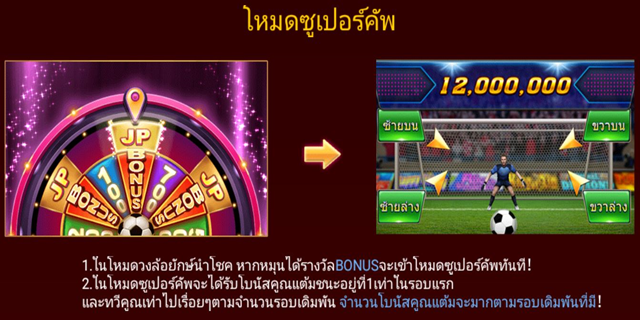 โหมดซูเปอร์คัพ
JP
BONUS
JP
BONUS
100
700
BONUS
JP
12,000,000
ซ้ายบน
ขวาบน
ซ้ายล่าง
ขวาล่าง
1.ในโหมดวงล้อยักษ์นำโชค หากหมุนได้รางวัลBONUSจะเข้าโหมดซูเปอร์คัพทันที!
2.ในโหมดซูเปอร์คัพจะได้รับโบนัสคูณแต้มชนะอยู่ที่1เท่าในรอบแรก
และทวีคูณเท่าไปเรื่อยๆตามจำนวนรอบเดิมพัน จำนวนโบนัสคูณแต้มจะมากตามรอบเดิมพันที่มี!